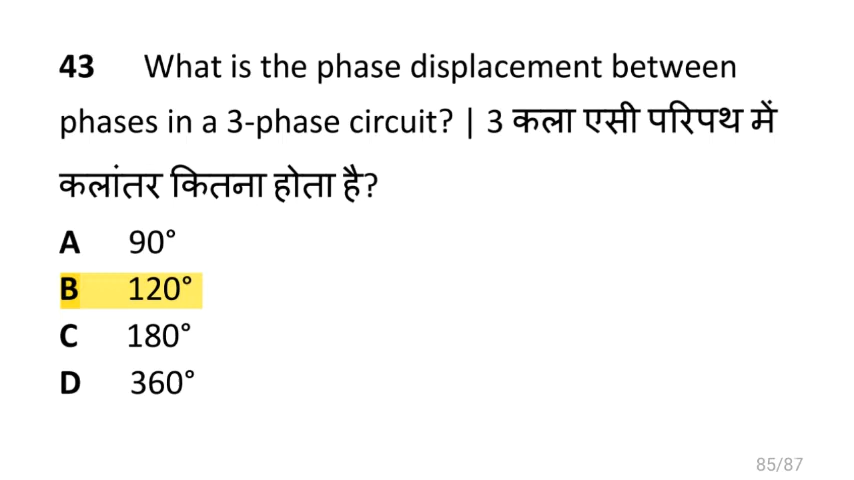 43 What is the phase displacement between
phases in a 3-phase circuit? | 3 कला एसी परिपथ में
कलांतर कितना होता है?
A 90°
B 120°
C 180°
D 360°
85/87